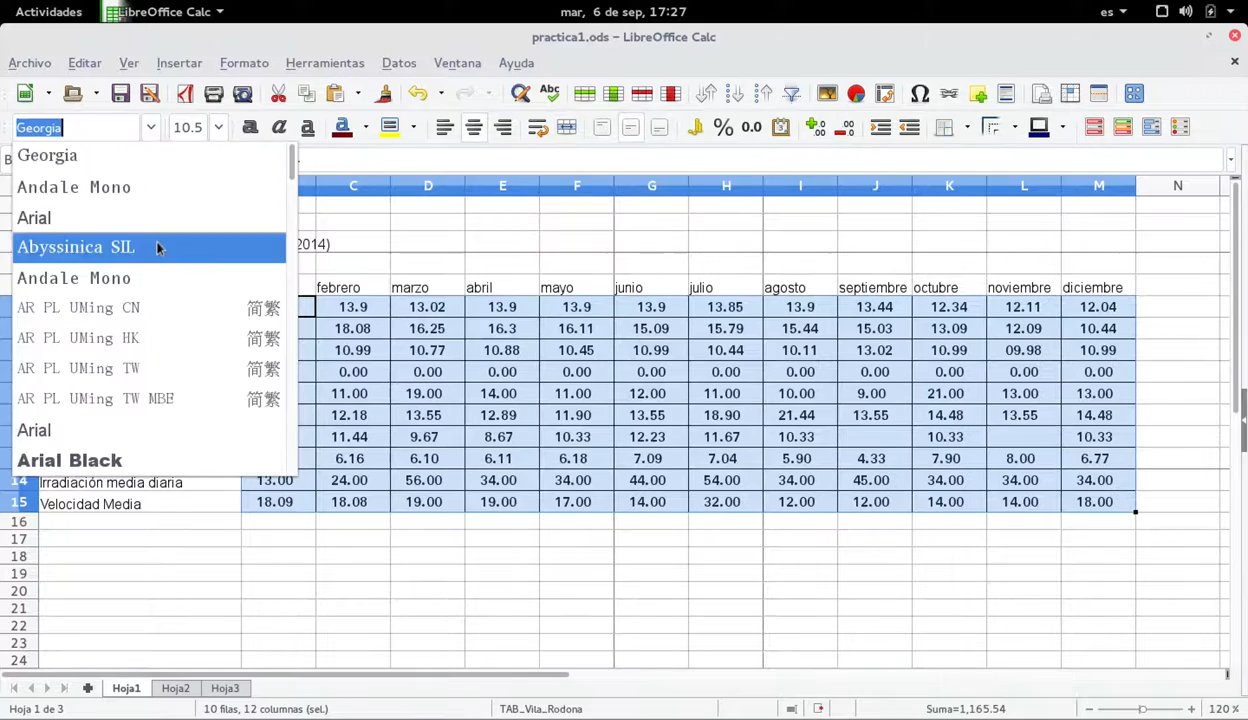 Actividades LibreOffice Calc mar, 6 de sep, 17:27 es
practica1.ods - LibreOffice Calc
Archivo Editar Ver Insertar Formato Herramientas Datos Ventana Ayuda
Georgia 10.5
Georgia
Andale Mono
Arial
Abyssinica SIL
Andale Mono
AR PL UMing CN 简繁
AR PL UMing HK 简繁
AR PL UMing TW 简繁
AR PL UMing TW MBE 简繁
Arial
Arial Black
C D E F G H I J K L M N
2014)
febrero marzo abril mayo junio julio agosto septiembre octubre noviembre diciembre
13.9 13.02 13.9 13.9 13.9 13.85 13.9 13.44 12.34 12.11 12.04
18.08 16.25 16.3 16.11 15.09 15.79 15.44 15.03 13.09 12.09 10.44
10.99 10.77 10.88 10.45 10.99 10.44 10.11 13.02 10.99 09.98 10.99
0.00 0.00 0.00 0.00 0.00 0.00 0.00 0.00 0.00 0.00 0.00
11.00 19.00 14.00 11.00 12.00 11.00 10.00 9.00 21.00 13.00 13.00
12.18 13.55 12.89 11.90 13.55 18.90 21.44 13.55 14.48 13.55 14.48
11.44 9.67 8.67 10.33 12.23 11.67 10.33 10.33 10.33
6.16 6.10 6.11 6.18 7.09 7.04 5.90 4.33 7.90 8.00 6.77
14 Irradiación media diaria 13.00 24.00 56.00 34.00 34.00 44.00 54.00 34.00 45.00 34.00 34.00 34.00
15 Velocidad Media 18.09 18.08 19.00 19.00 17.00 14.00 32.00 12.00 12.00 14.00 14.00 18.00
16
17
18
19
20
21
22
23
24
Hoja1 Hoja2 Hoja3
Hoja 1 de 3 10 filas, 12 columnas (sel.) TAB_Vila_Rodona Suma=1,165.54 120 %